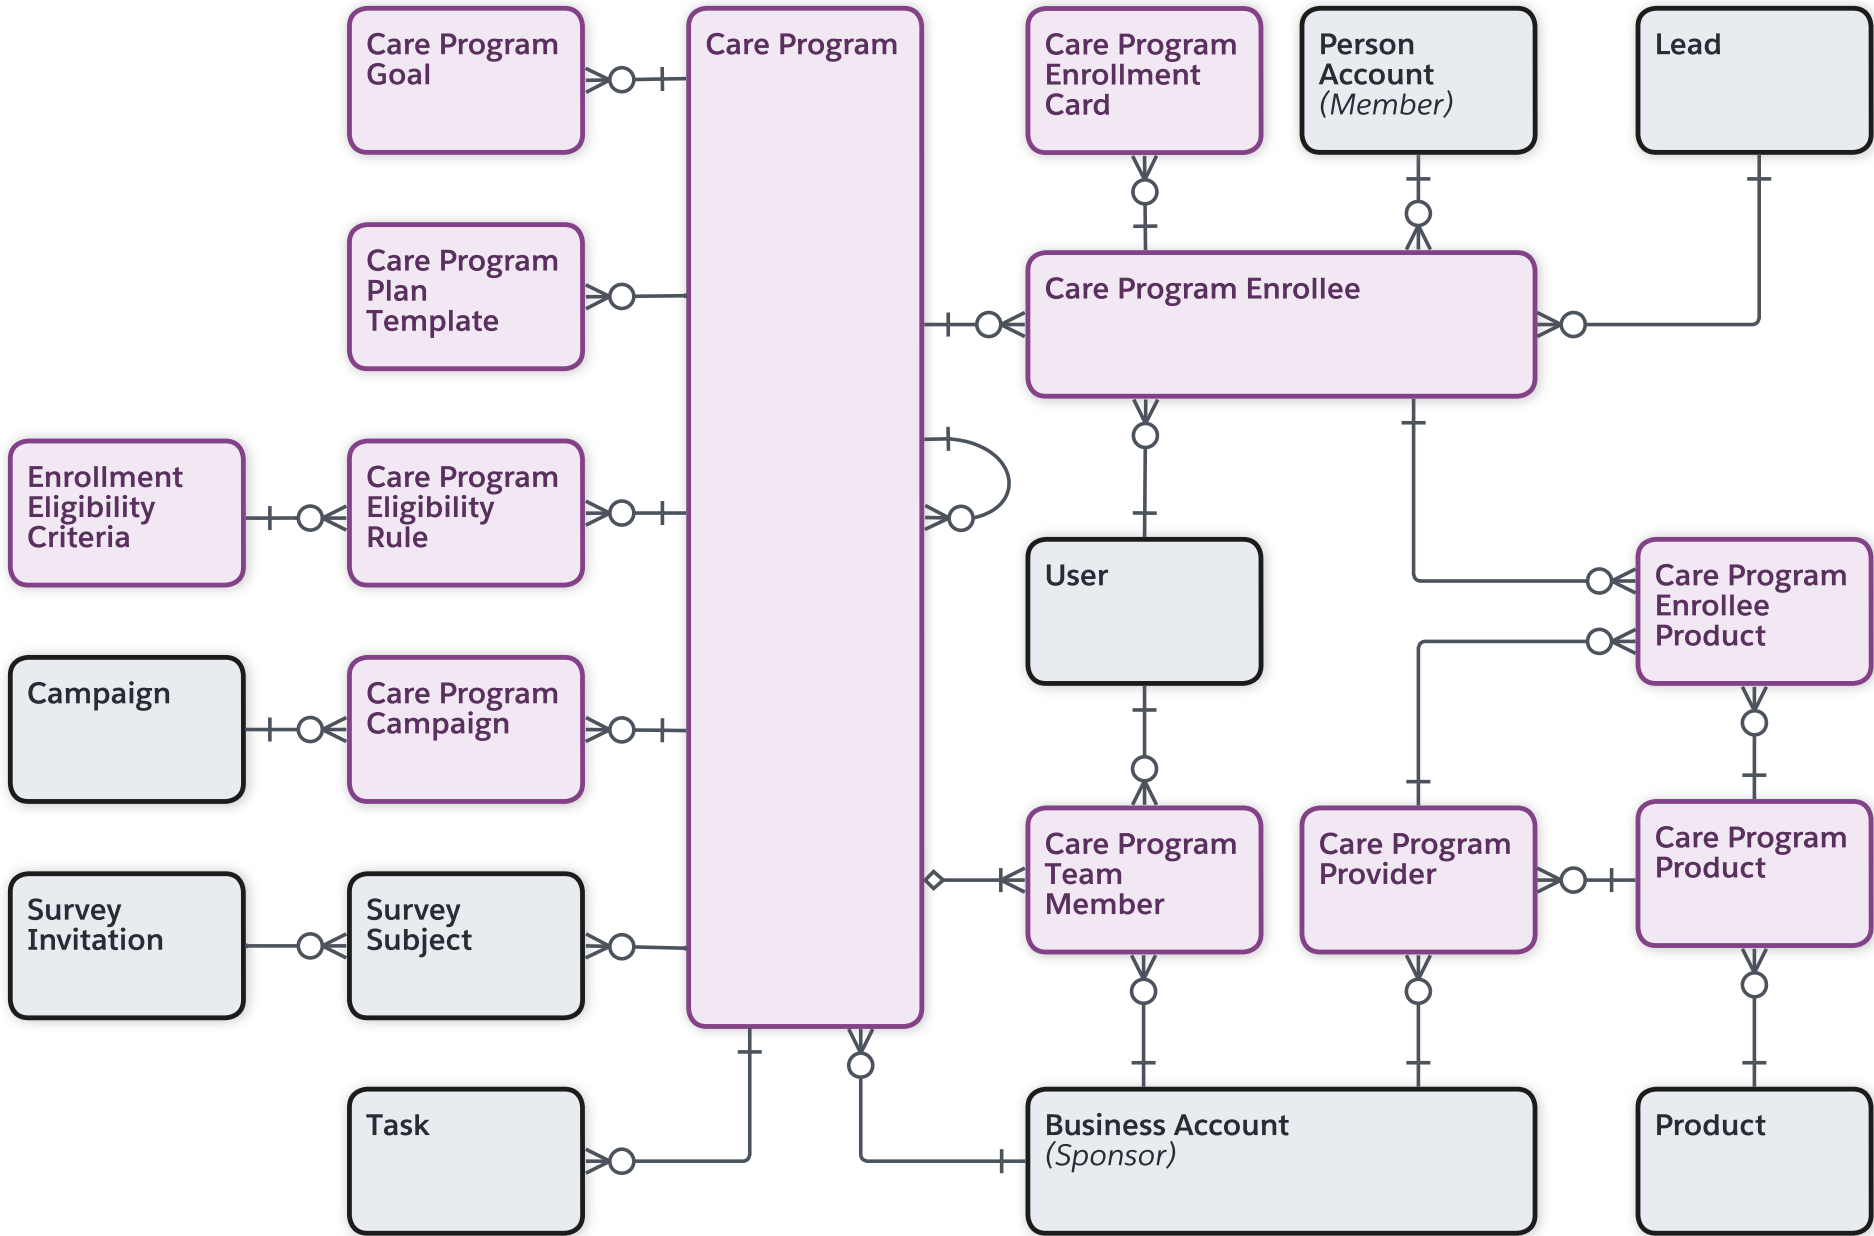 Care Program
Goal
Care Program
Care Program
Enrollment
Card
Person
Account
(Member)
Lead
Care Program
Plan
Template
Care Program Enrollee
Enrollment
Eligibility
Criteria
Care Program
Eligibility
Rule
User
Care Program
Enrollee
Product
Campaign
Care Program
Campaign
Care Program
Team
Member
Care Program
Provider
Care Program
Product
Survey
Invitation
Survey
Subject
Task
Business Account
(Sponsor)
Product